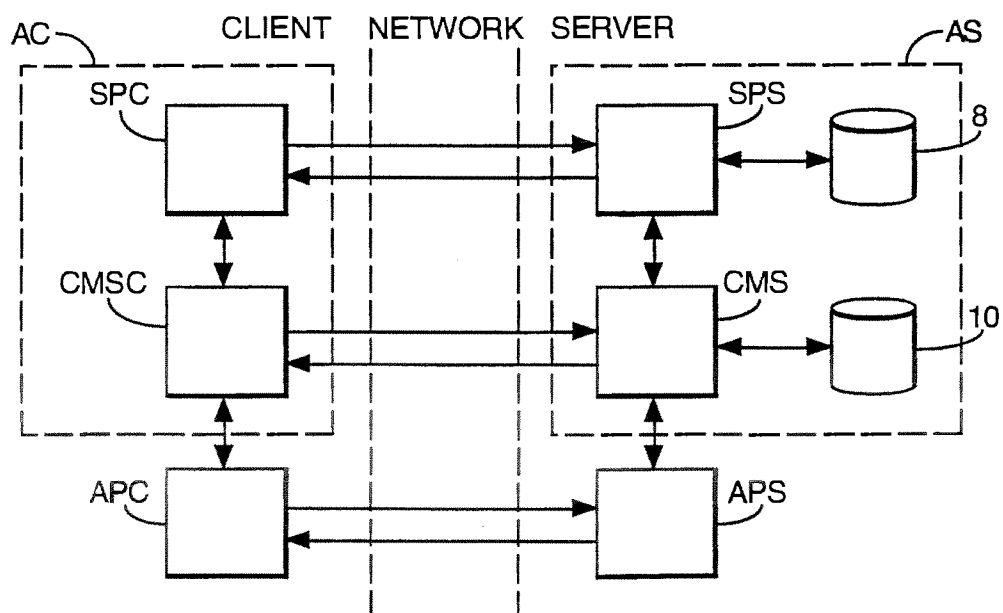 AC CLIENT NETWORK SERVER AS
SPC SPS 8
CMSC CMS 10
APC APS